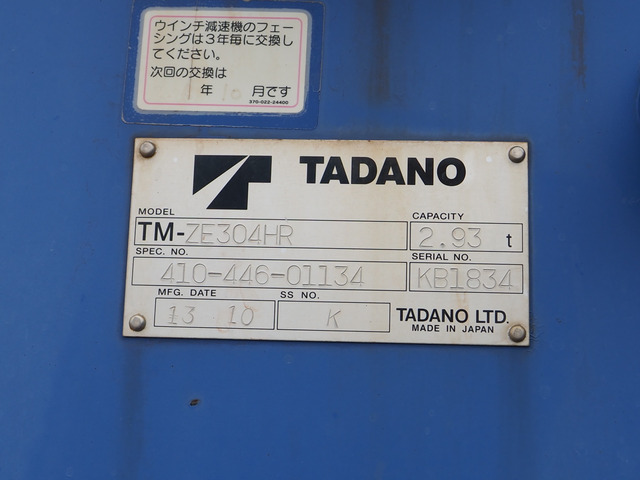 ウインチ減速機のフェー
シングは3年毎に交換し
てください。
次回の交換は
年 月です
370-022-24400
TADANO
MODEL
CAPACITY
TM-ZE304HR
2.93 t
SPEC. NO.
SERIAL NO.
410-446-01134
KB1834
MFG. DATE
SS NO.
13 10
K
TADANO LTD.
MADE IN JAPAN